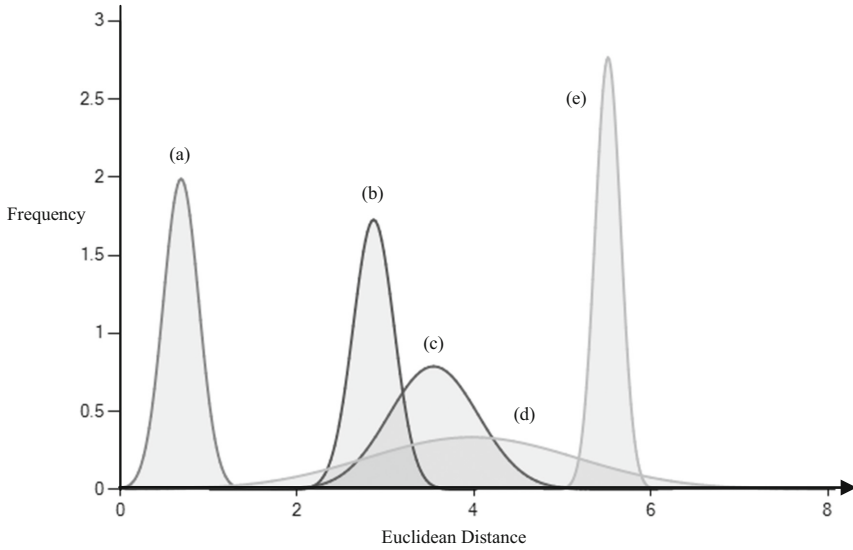 3
2.5
(e)
(a)
2
(b)
Frequency
1.5
1
(c)
(d)
0.5
0
0 2 4 6 8
Euclidean Distance